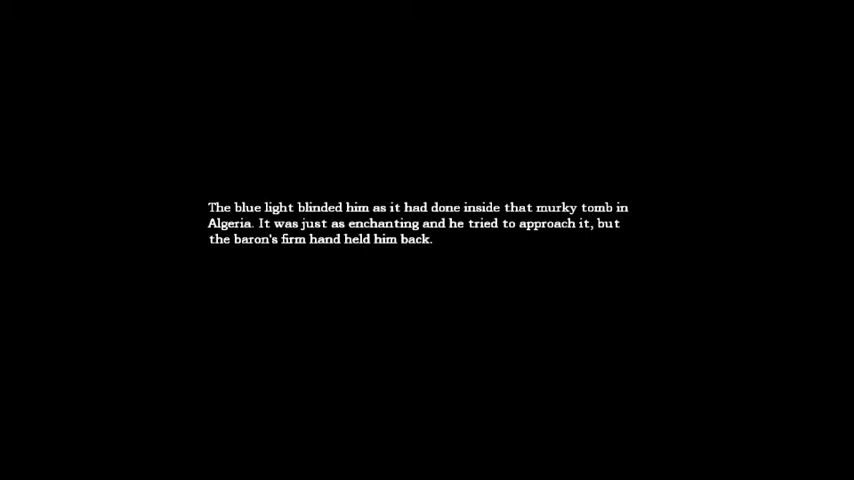 The blue light blinded him as it had done inside that murky tomb in
Algeria. It was just as enchanting and he tried to approach it, but
the baron's firm hand held him back.